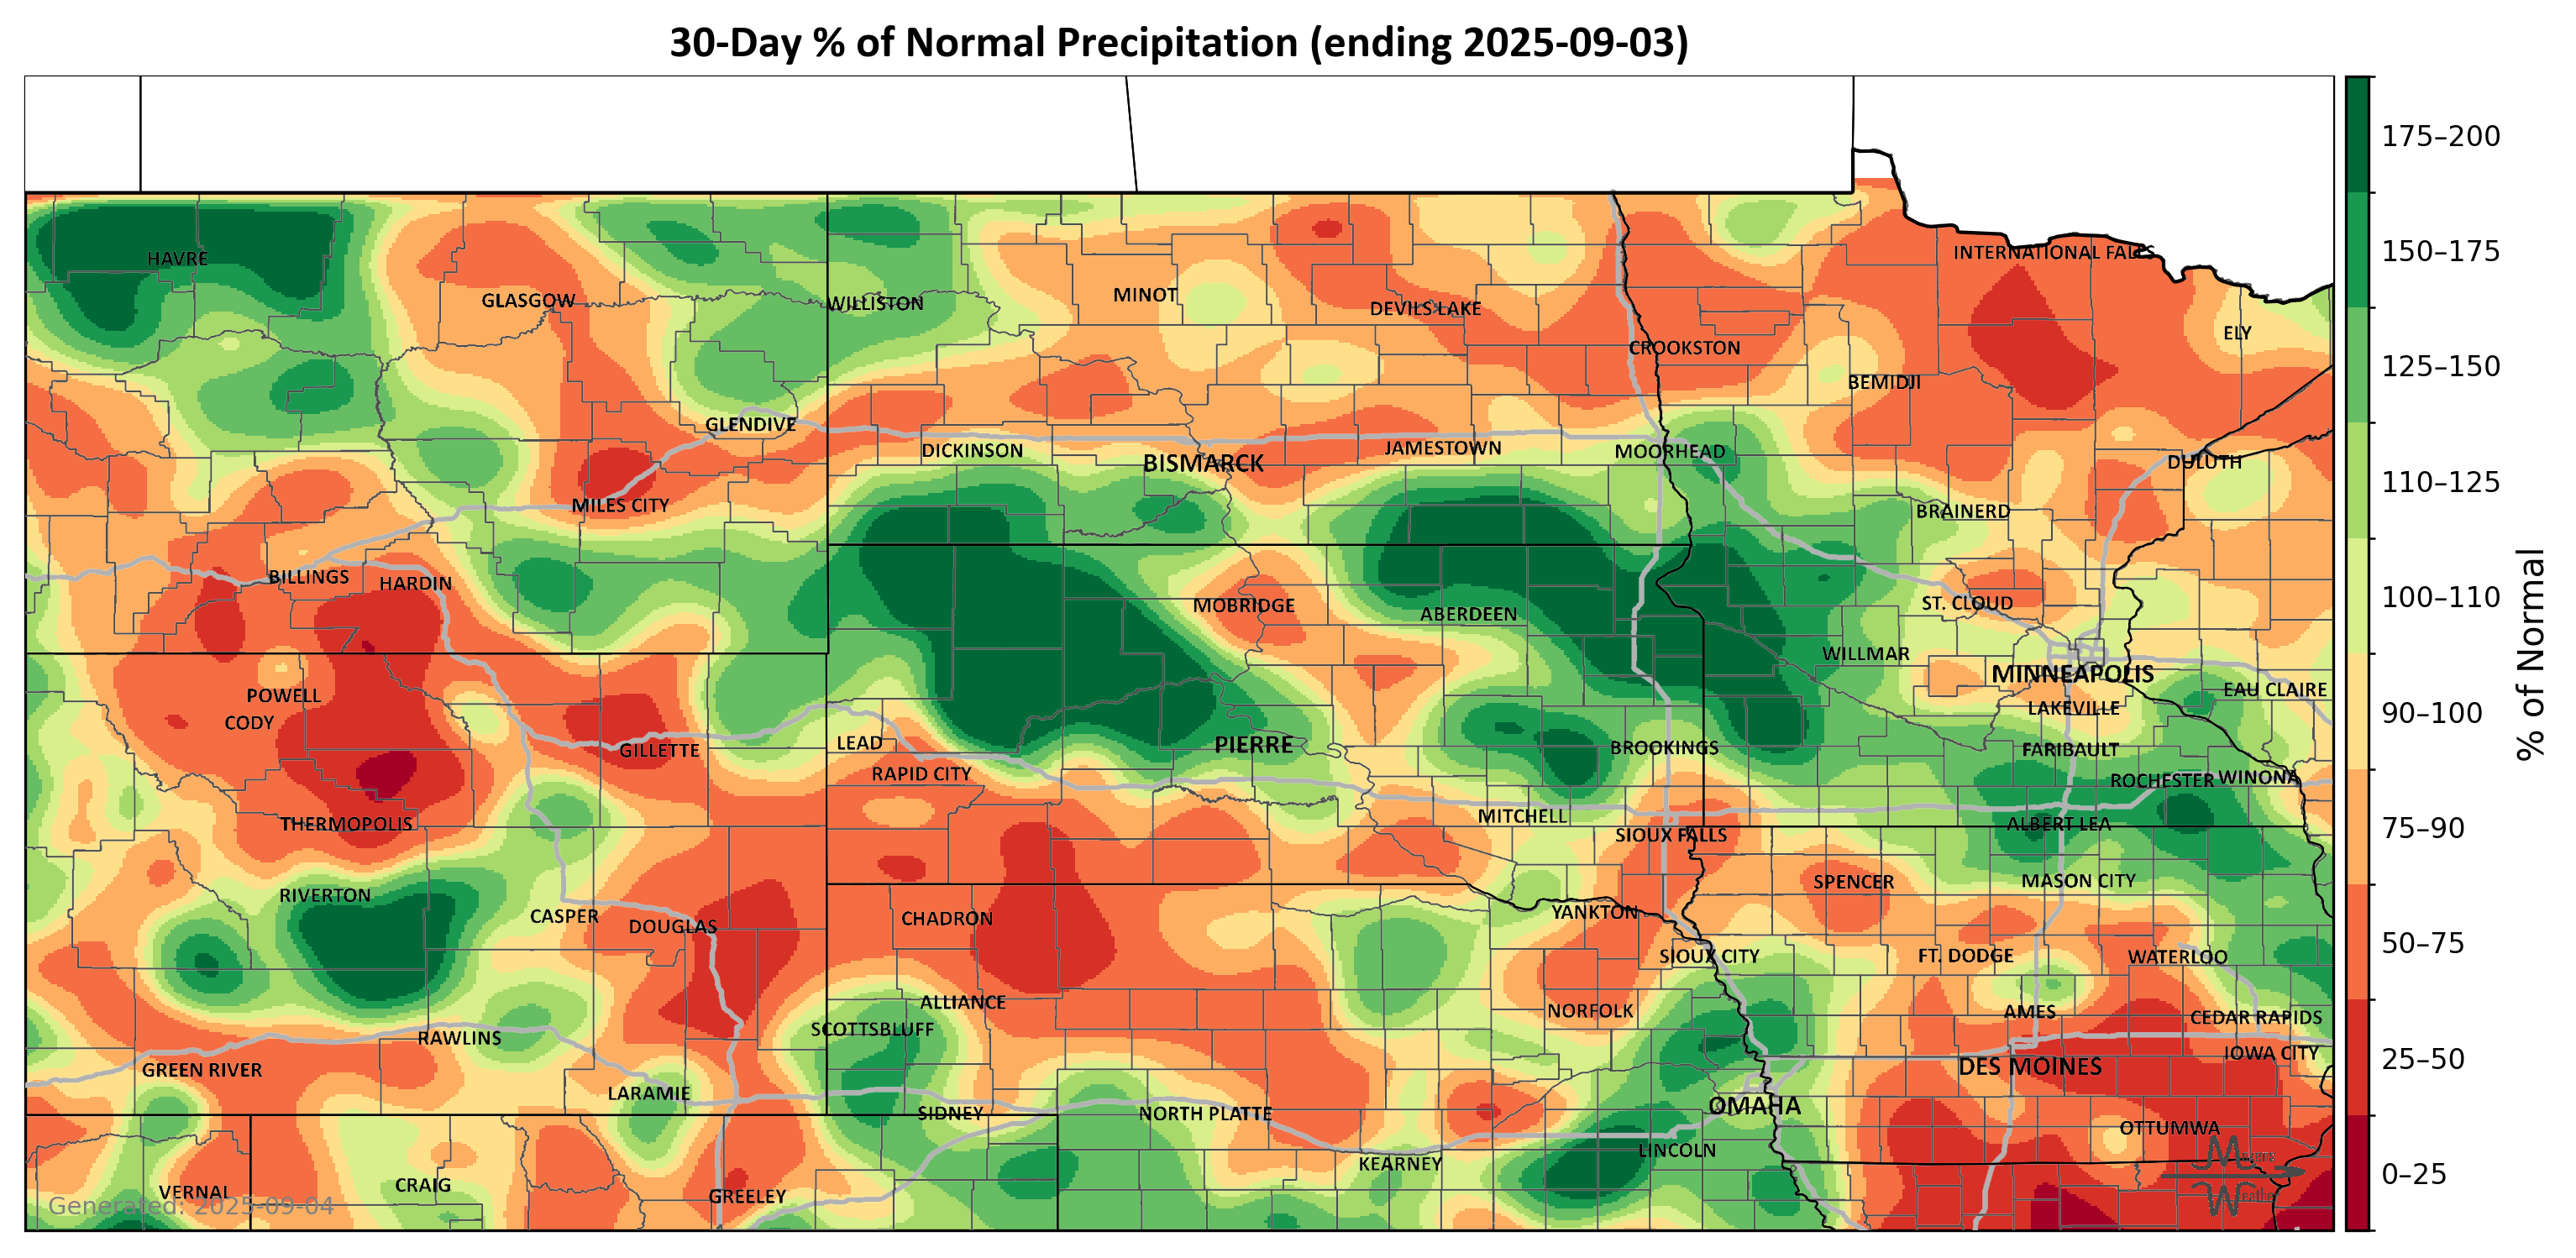 30-Day % of Normal Precipitation (ending 2025-09-03)
175–200
HAVRE
INTERNATIONAL FALLS
150–175
GLASGOW
WILLISTON
MINOT
DEVILS LAKE
ELY
CROOKSTON
125–150
BEMIDJI
GLENDIVE
DICKINSON
BISMARCK
JAMESTOWN
MOORHEAD
DULUTH
110–125
MILES CITY
BRAINERD
BILLINGS
HARDIN
MOBRIDGE
ABERDEEN
ST. CLOUD
100–110
WILLMAR
MINNEAPOLIS
% of Normal
POWELL
EAU CLAIRE
CODY
LAKEVILLE
90–100
GILLETTE
LEAD
PIERRE
BROOKINGS
FARIBAULT
RAPID CITY
ROCHESTER
WINONA
THERMOPOLIS
MITCHELL
SIOUX FALLS
ALBERT LEA
75–90
RIVERTON
SPENCER
MASON CITY
CASPER
DOUGLAS
CHADRON
YANKTON
SIOUX CITY
FT. DODGE
WATERLOO
50–75
ALLIANCE
NORFOLK
AMES
CEDAR RAPIDS
RAWLINS
SCOTTSBLUFF
IOWA CITY
GREEN RIVER
DES MOINES
25–50
LARAMIE
SIDNEY
NORTH PLATTE
OMAHA
OTTUMWA
LINCOLN
KEARNEY
VERNAL
CRAIG
GREELEY
0–25
Generated: 2025-09-04